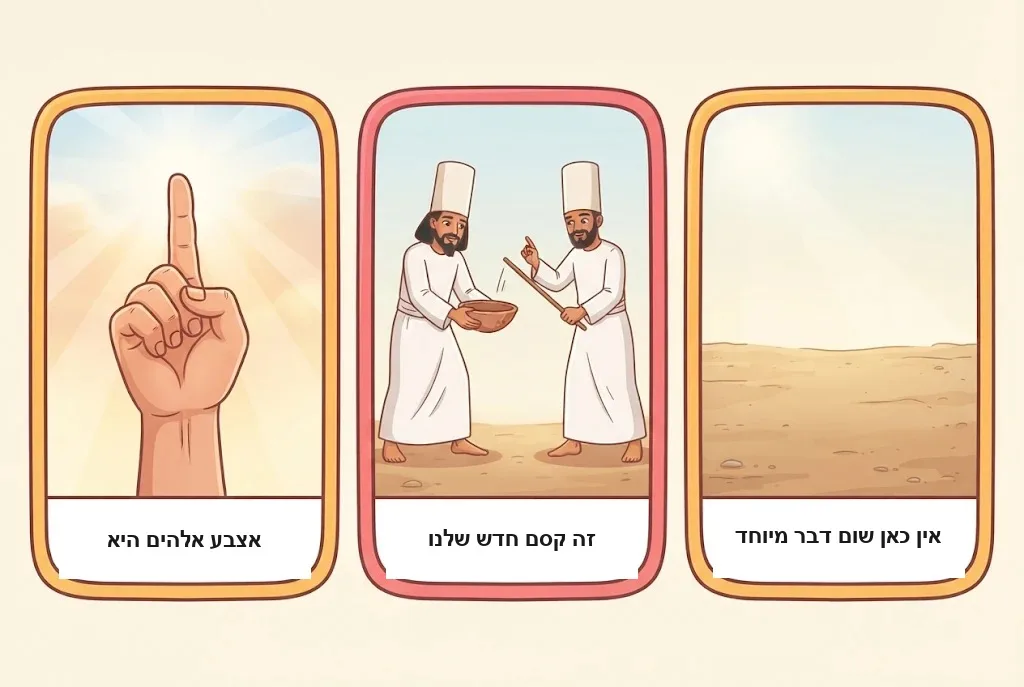 אין כאן שום דבר מיוחד
זה קסם חדש שלנו
אצבע אלהים היא